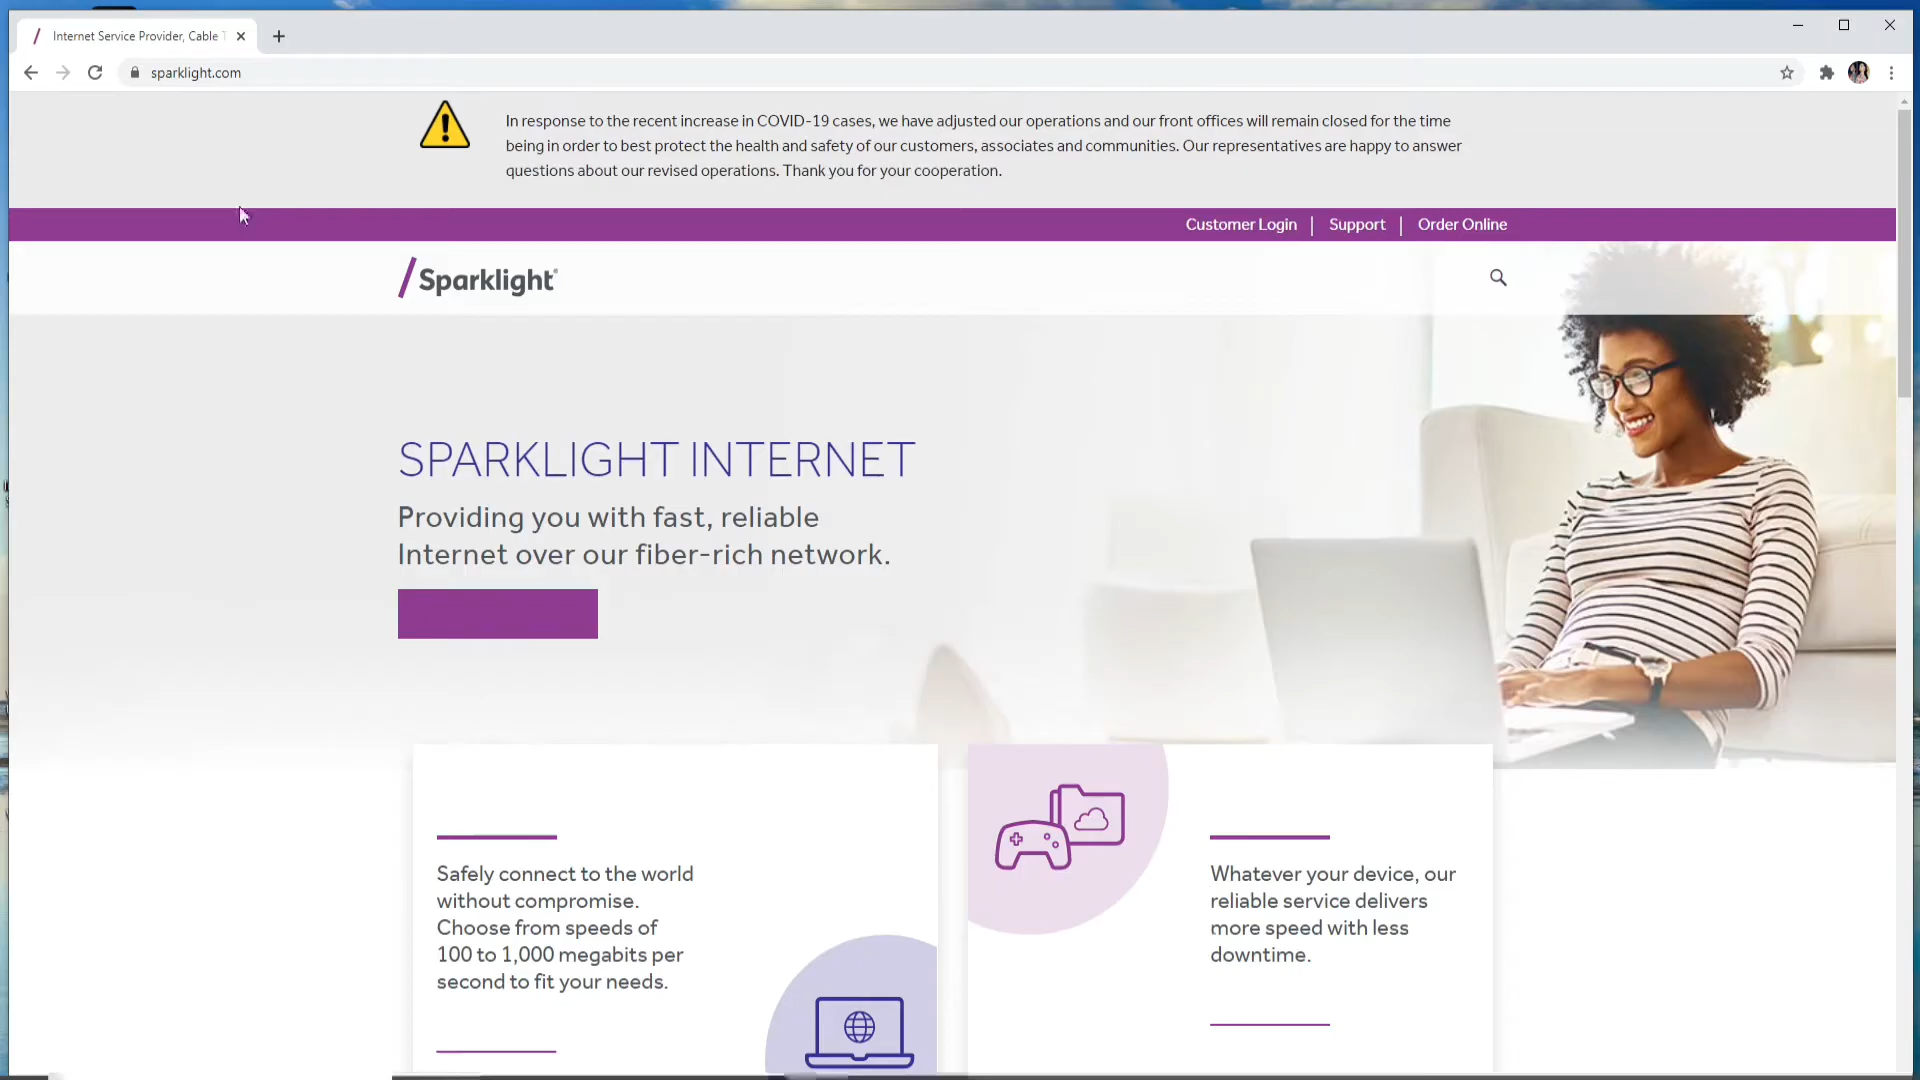 Internet Service Provider, Cable T
sparklight.com
In response to the recent increase in COVID-19 cases, we have adjusted our operations and our front offices will remain closed for the time
being in order to best protect the health and safety of our customers, associates and communities. Our representatives are happy to answer
questions about our revised operations. Thank you for your cooperation.
Customer Login | Support | Order Online
Sparklight®
SPARKLIGHT INTERNET
Providing you with fast, reliable
Internet over our fiber-rich network.
Safely connect to the world
without compromise.
Choose from speeds of
100 to 1,000 megabits per
second to fit your needs.
Whatever your device, our
reliable service delivers
more speed with less
downtime.